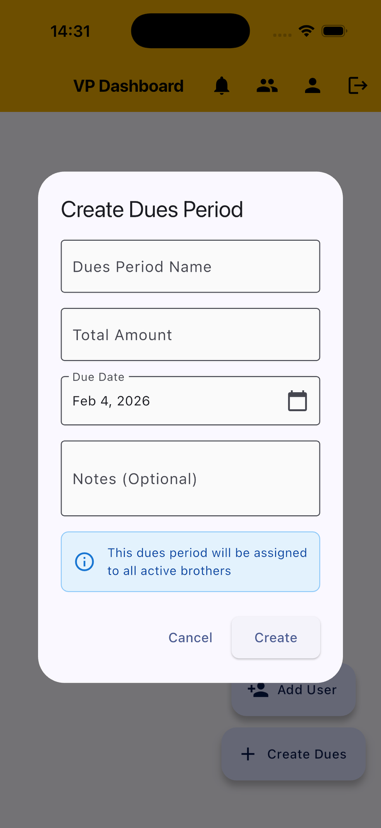 14:31
VP Dashboard
Create Dues Period
Dues Period Name
Total Amount
Due Date
Feb 4, 2026
Notes (Optional)
This dues period will be assigned
to all active brothers
Cancel
Create
Add User
Create Dues